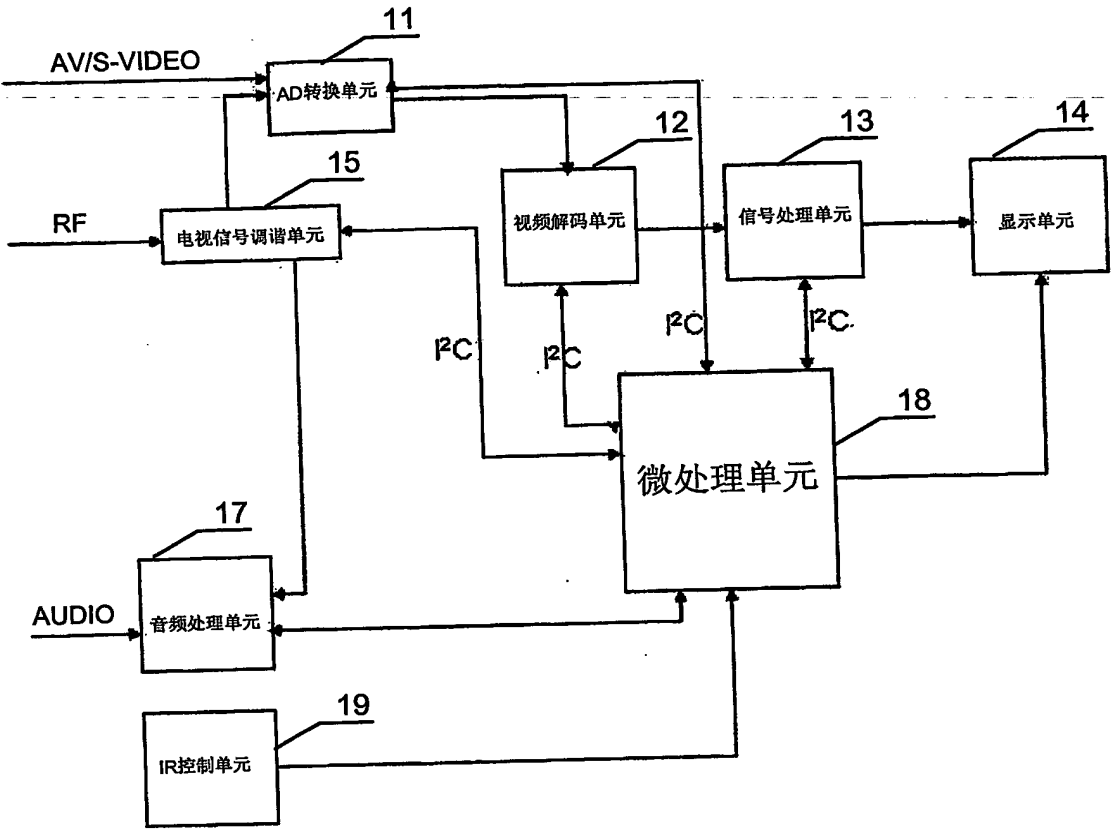 11
AV/S-VIDEO
AD转换单元
12
13
14
15
RF
电视信号调谐单元
视频解码单元
信号处理单元
显示单元
I²C
I²C
I²C
I²C
18
微处理单元
17
AUDIO
音频处理单元
19
IR控制单元